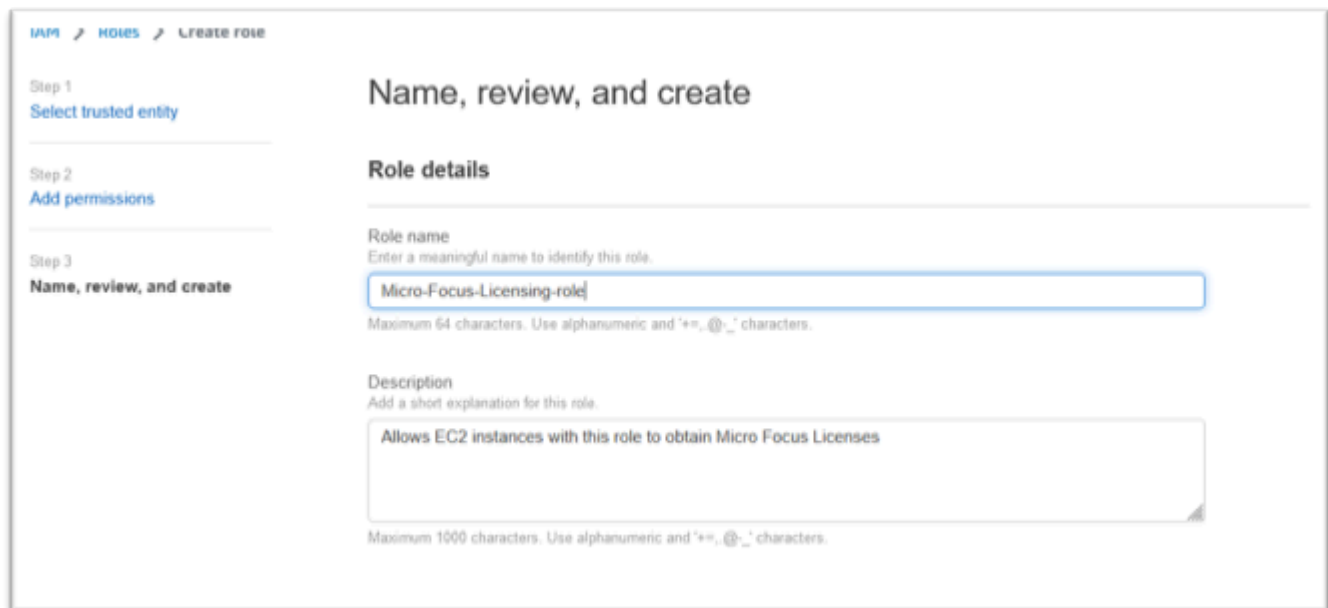 IAM > Roles > Create role
Step 1
Select trusted entity
Step 2
Add permissions
Step 3
Name, review, and create
Name, review, and create
Role details
Role name
Enter a meaningful name to identify this role.
Micro-Focus-Licensing-role
Maximum 64 characters. Use alphanumeric and '+=,.@-_' characters.
Description
Add a short explanation for this role.
Allows EC2 instances with this role to obtain Micro Focus Licenses
Maximum 1000 characters. Use alphanumeric and '+=,.@-_' characters.